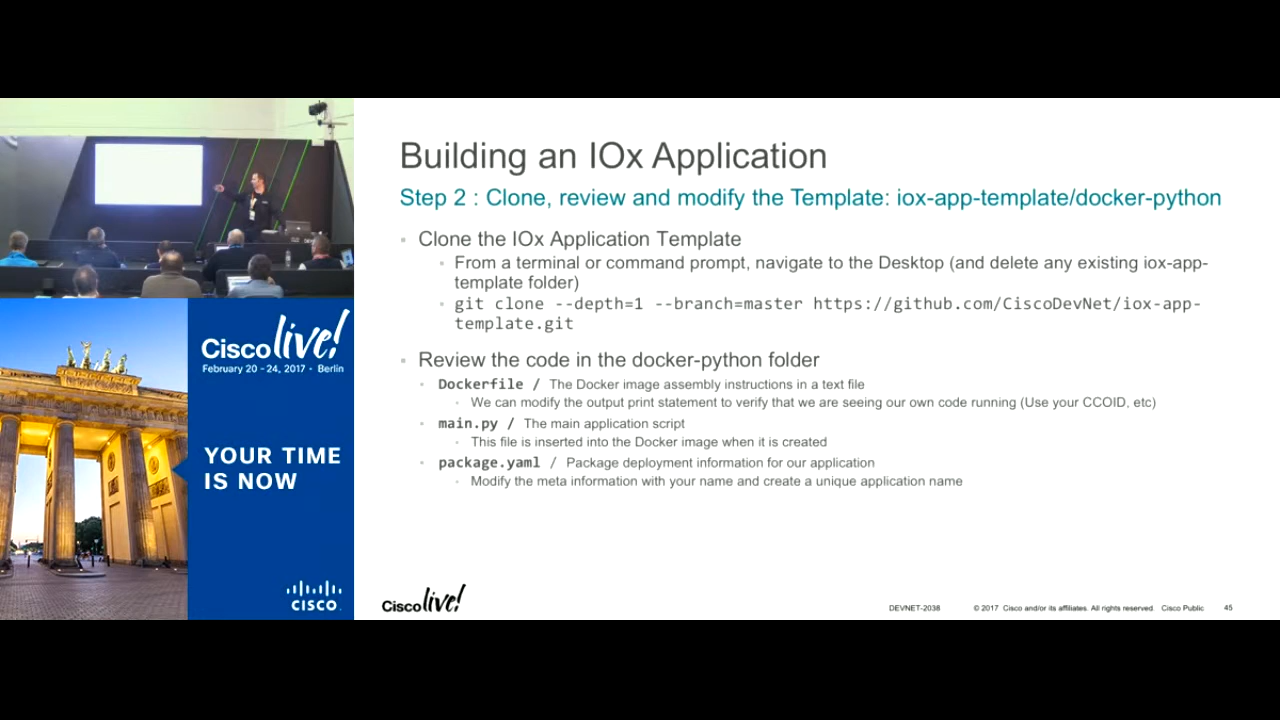 Building an IOx Application
Step 2 : Clone, review and modify the Template: iox-app-template/docker-python
Clone the IOx Application Template
From a terminal or command prompt, navigate to the Desktop (and delete any existing iox-app-
template folder)
git clone --depth=1 --branch=master https://github.com/CiscoDevNet/iox-app-
template.git
Review the code in the docker-python folder
Dockerfile / The Docker image assembly instructions in a text file
We can modify the output print statement to verify that we are seeing our own code running (Use your CCOID, etc)
main.py / The main application script
This file is inserted into the Docker image when it is created
package.yaml / Package deployment information for our application
Modify the meta information with your name and create a unique application name
Cisco live!
February 20 - 24, 2017 · Berlin
YOUR TIME
IS NOW
CISCO.
Cisco live!
DEVNET-2038 © 2017 Cisco and/or its affiliates. All rights reserved. Cisco Public 45